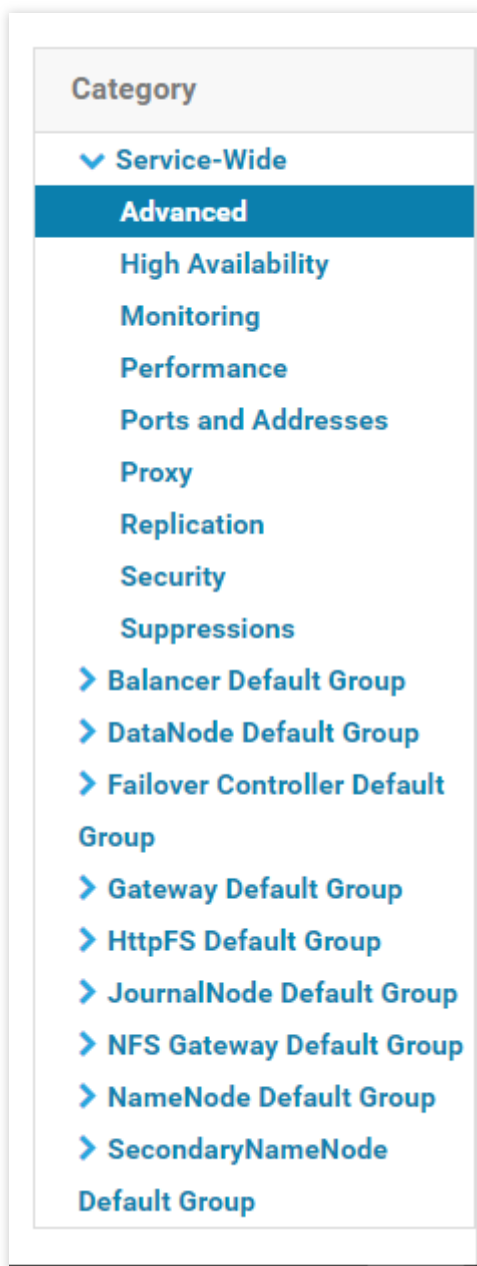 Category
Service-Wide
Advanced
High Availability
Monitoring
Performance
Ports and Addresses
Proxy
Replication
Security
Suppressions
Balancer Default Group
DataNode Default Group
Failover Controller Default
Group
Gateway Default Group
HttpFS Default Group
JournalNode Default Group
NFS Gateway Default Group
NameNode Default Group
SecondaryNameNode
Default Group